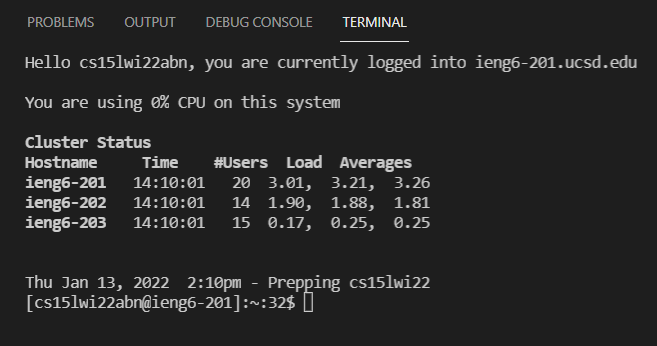 PROBLEMS OUTPUT DEBUG CONSOLE TERMINAL
Hello cs15lwi22abn, you are currently logged into ieng6-201.ucsd.edu
You are using 0% CPU on this system
Cluster Status
Hostname Time #Users Load Averages
ieng6-201 14:10:01 20 3.01, 3.21, 3.26
ieng6-202 14:10:01 14 1.90, 1.88, 1.81
ieng6-203 14:10:01 15 0.17, 0.25, 0.25
Thu Jan 13, 2022 2:10pm - Prepping cs15lwi22
[cs15lwi22abn@ieng6-201]:~:32$